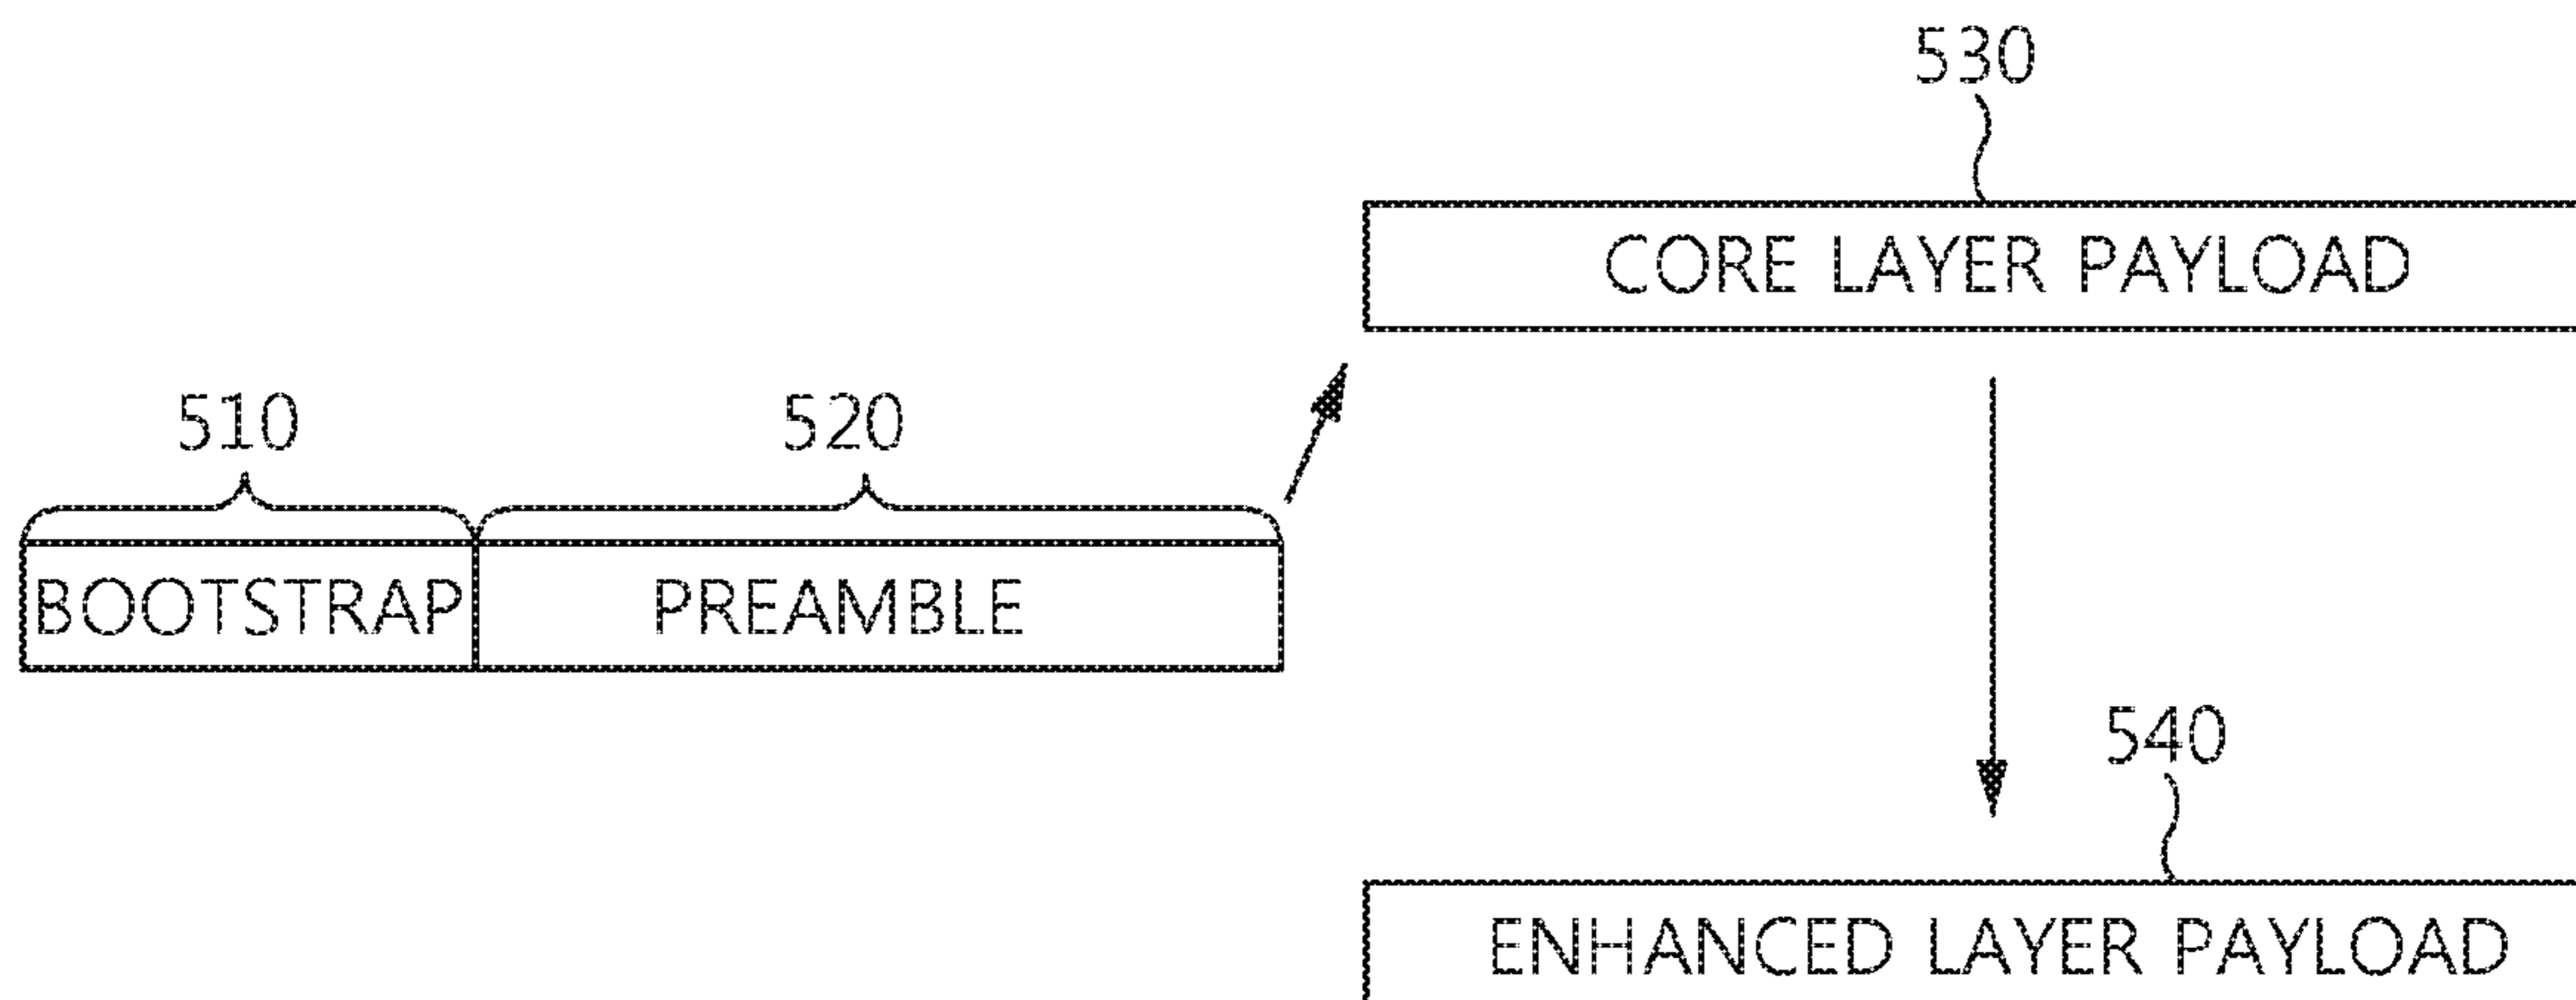 530
CORE LAYER PAYLOAD
510
520
BOOTSTRAP
PREAMBLE
540
ENHANCED LAYER PAYLOAD